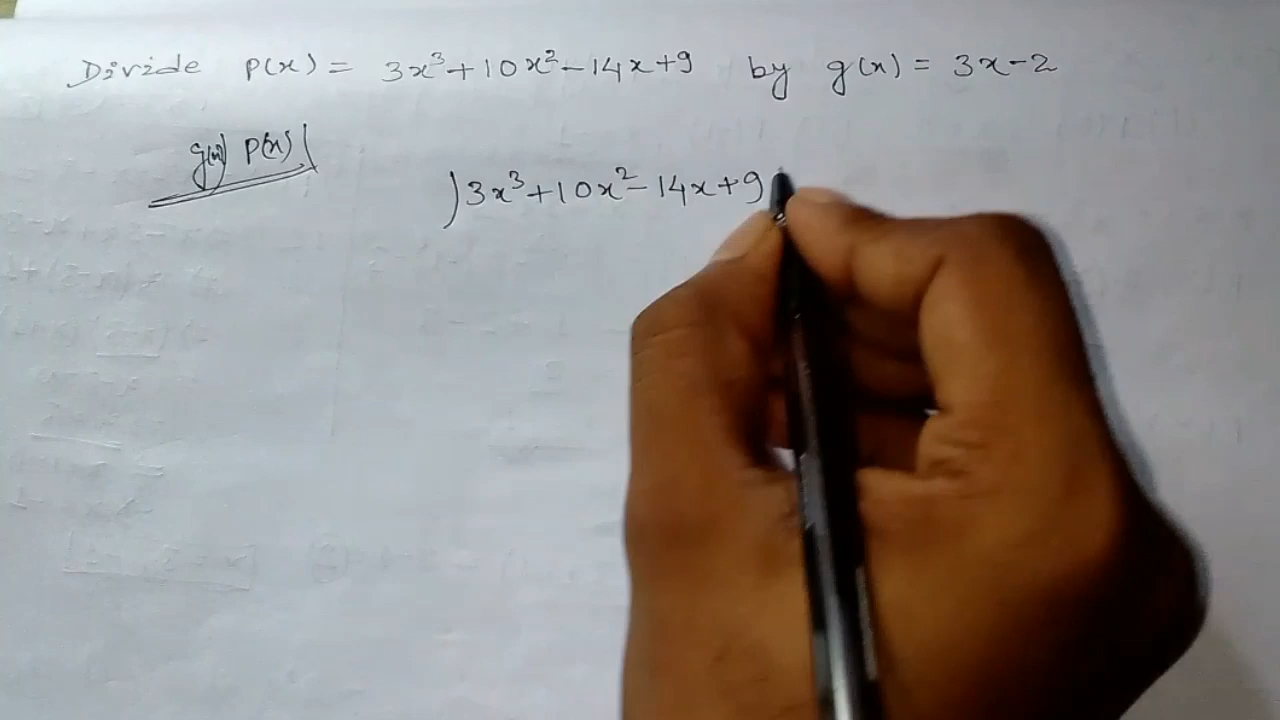 Divide p(x) = 3x³+10x²-14x+9 by g(x) = 3x-2
g(x)) p(x) (
)3x³+10x²-14x+9